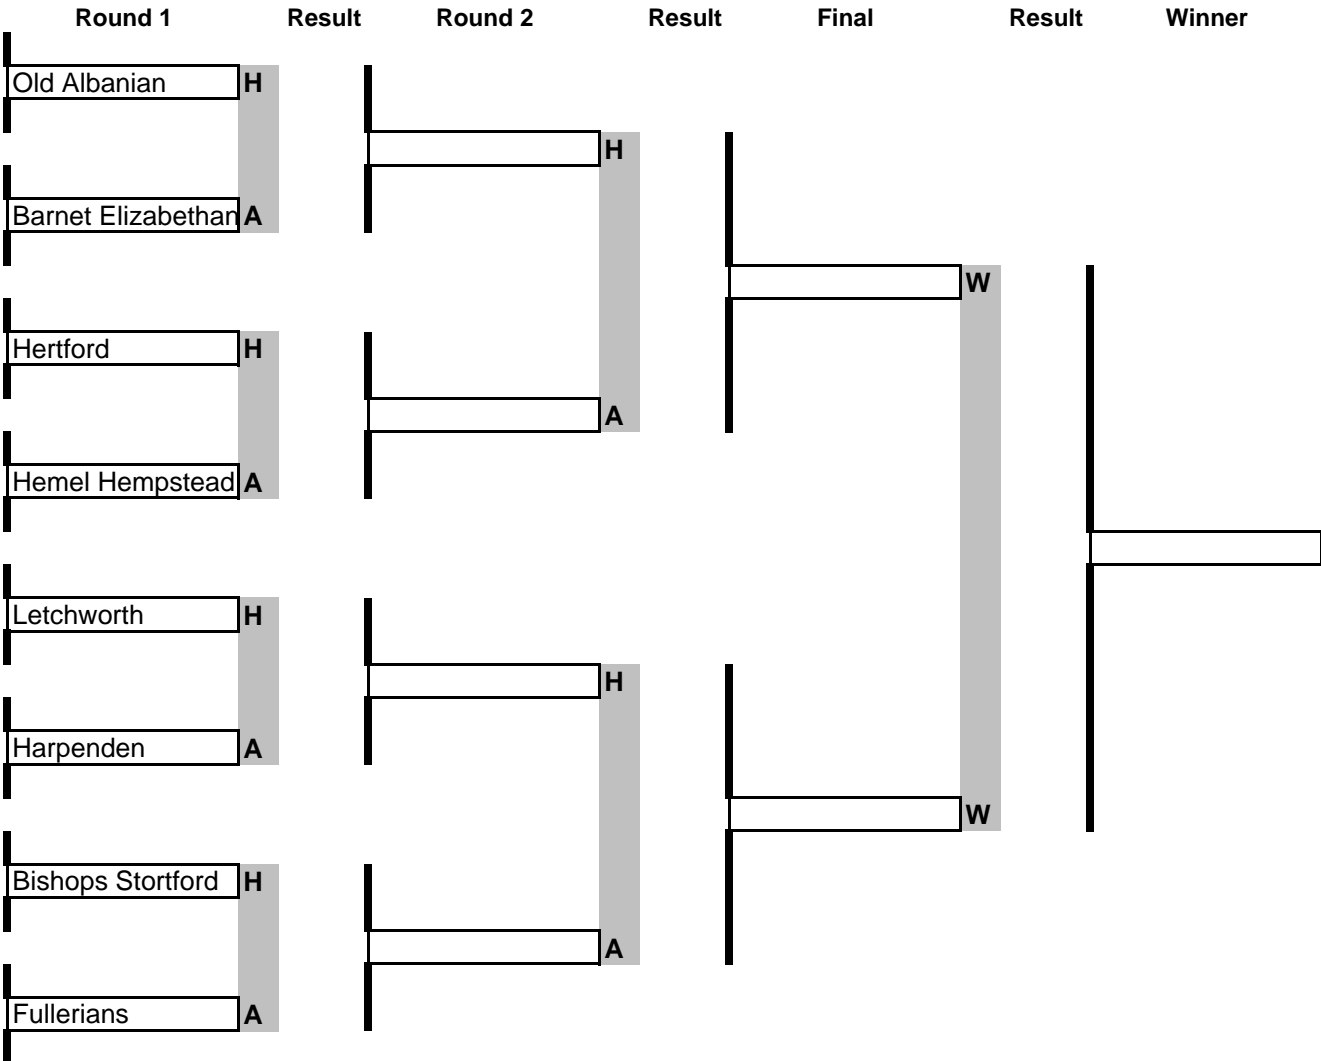 Round 1 Result Round 2 Result Final Result Winner
Old Albanian H
H
Barnet Elizabethan A
W
Hertford H
A
Hemel Hempstead A
Letchworth H
H
Harpenden A
W
Bishops Stortford H
A
Fullerians A